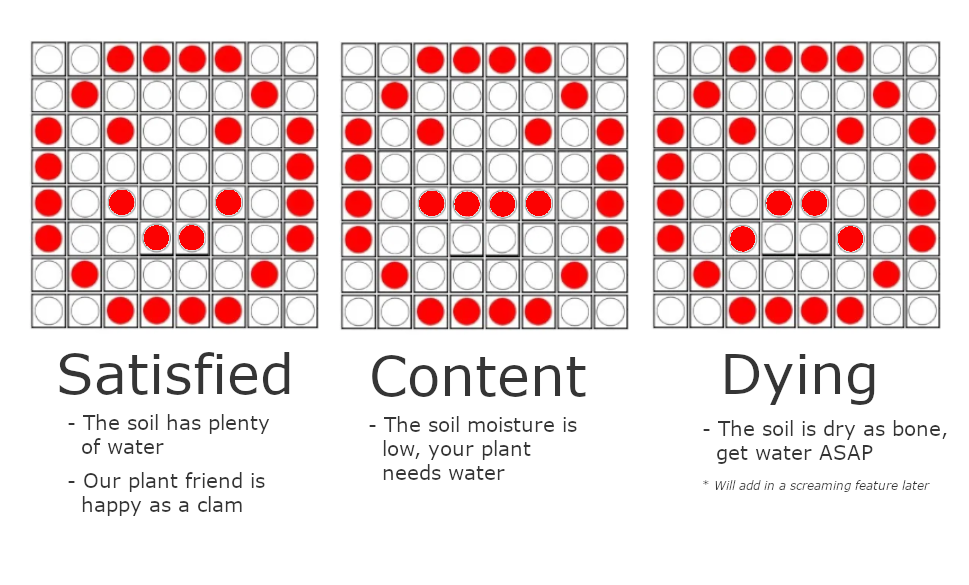 Satisfied
- The soil has plenty
of water
- Our plant friend is
happy as a clam
Content
- The soil moisture is
low, your plant
needs water
Dying
- The soil is dry as bone,
get water ASAP
* Will add in a screaming feature later